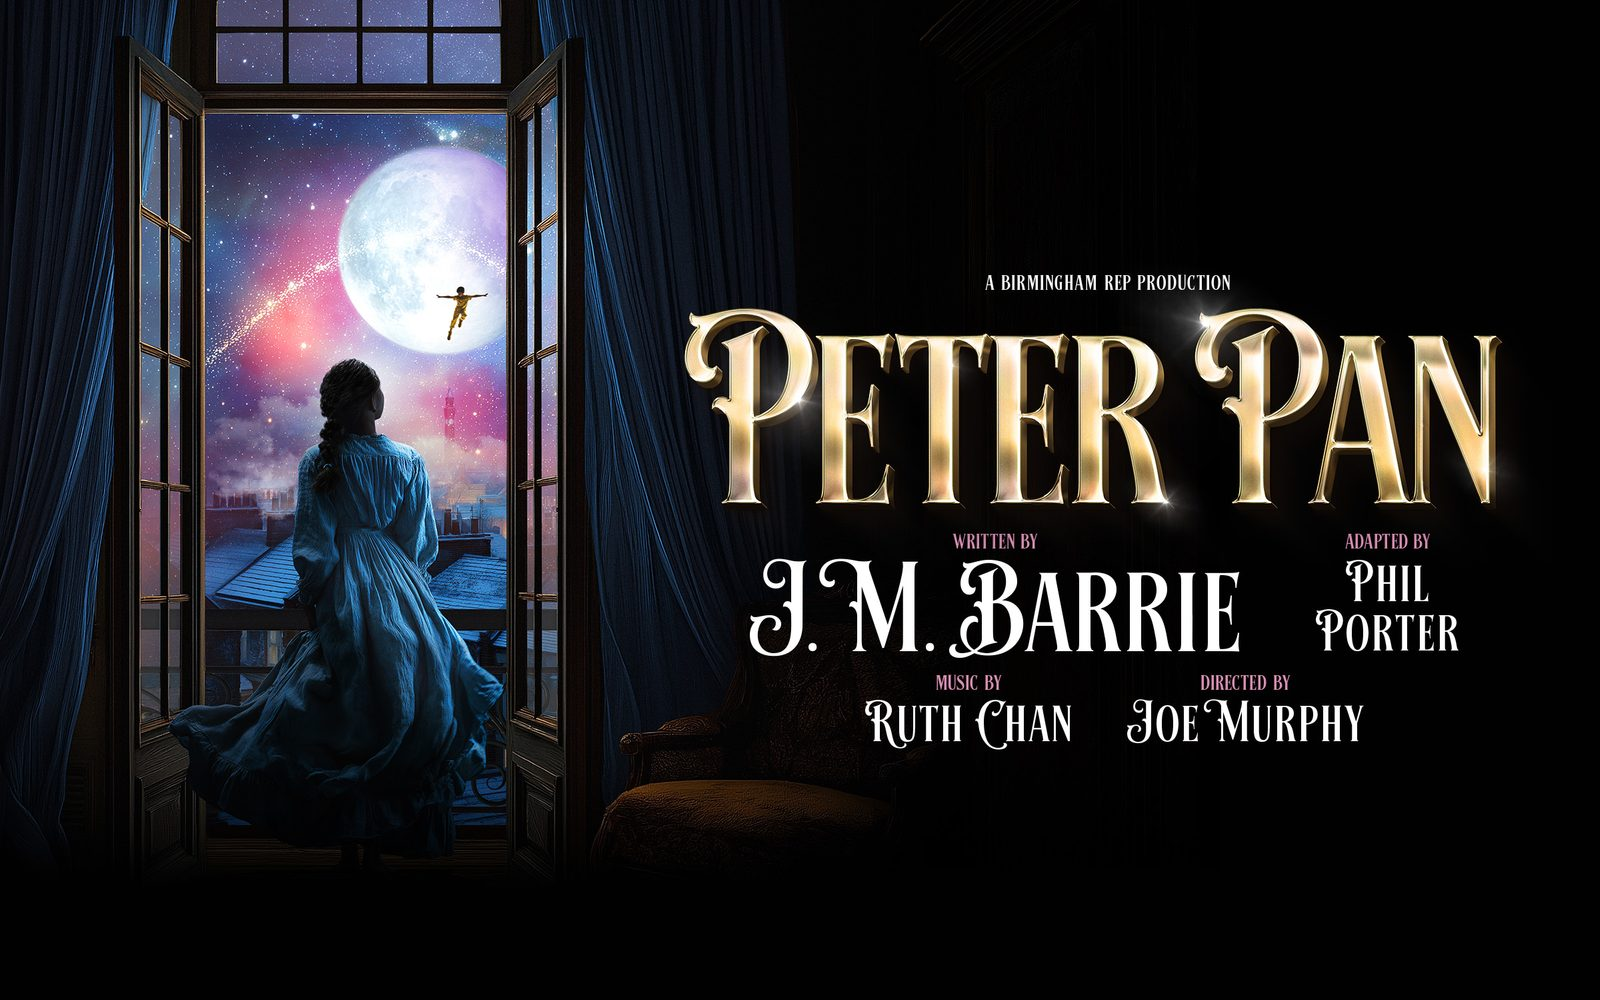 A BIRMINGHAM REP PRODUCTION
PETER PAN
WRITTEN BY
J. M. BARRIE
ADAPTED BY
PHIL
PORTER
MUSIC BY
RUTH CHAN
DIRECTED BY
JOE MURPHY